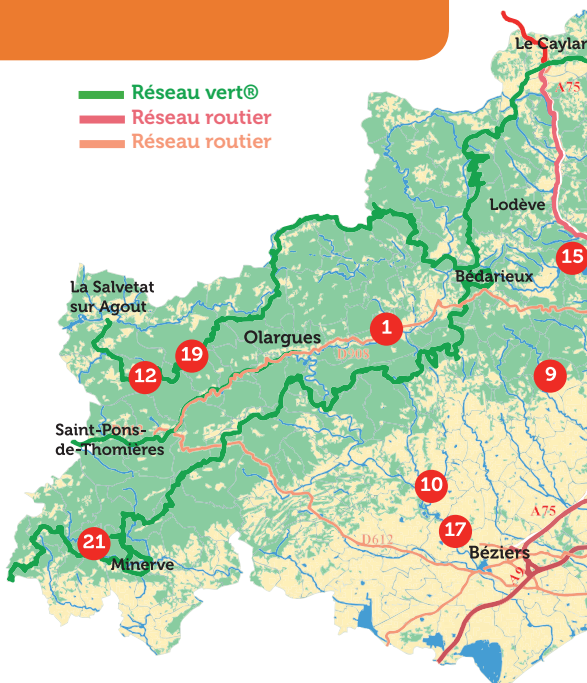 Réseau vert®
Réseau routier
Réseau routier
Le Caylar
A75
Lodève
15
Bédarieux
La Salvetat
sur Agout
1
Olargues
D908
19
12
9
Saint-Pons-
de-Thomières
10
A75
17
D612
21
Béziers
Minerve
A9